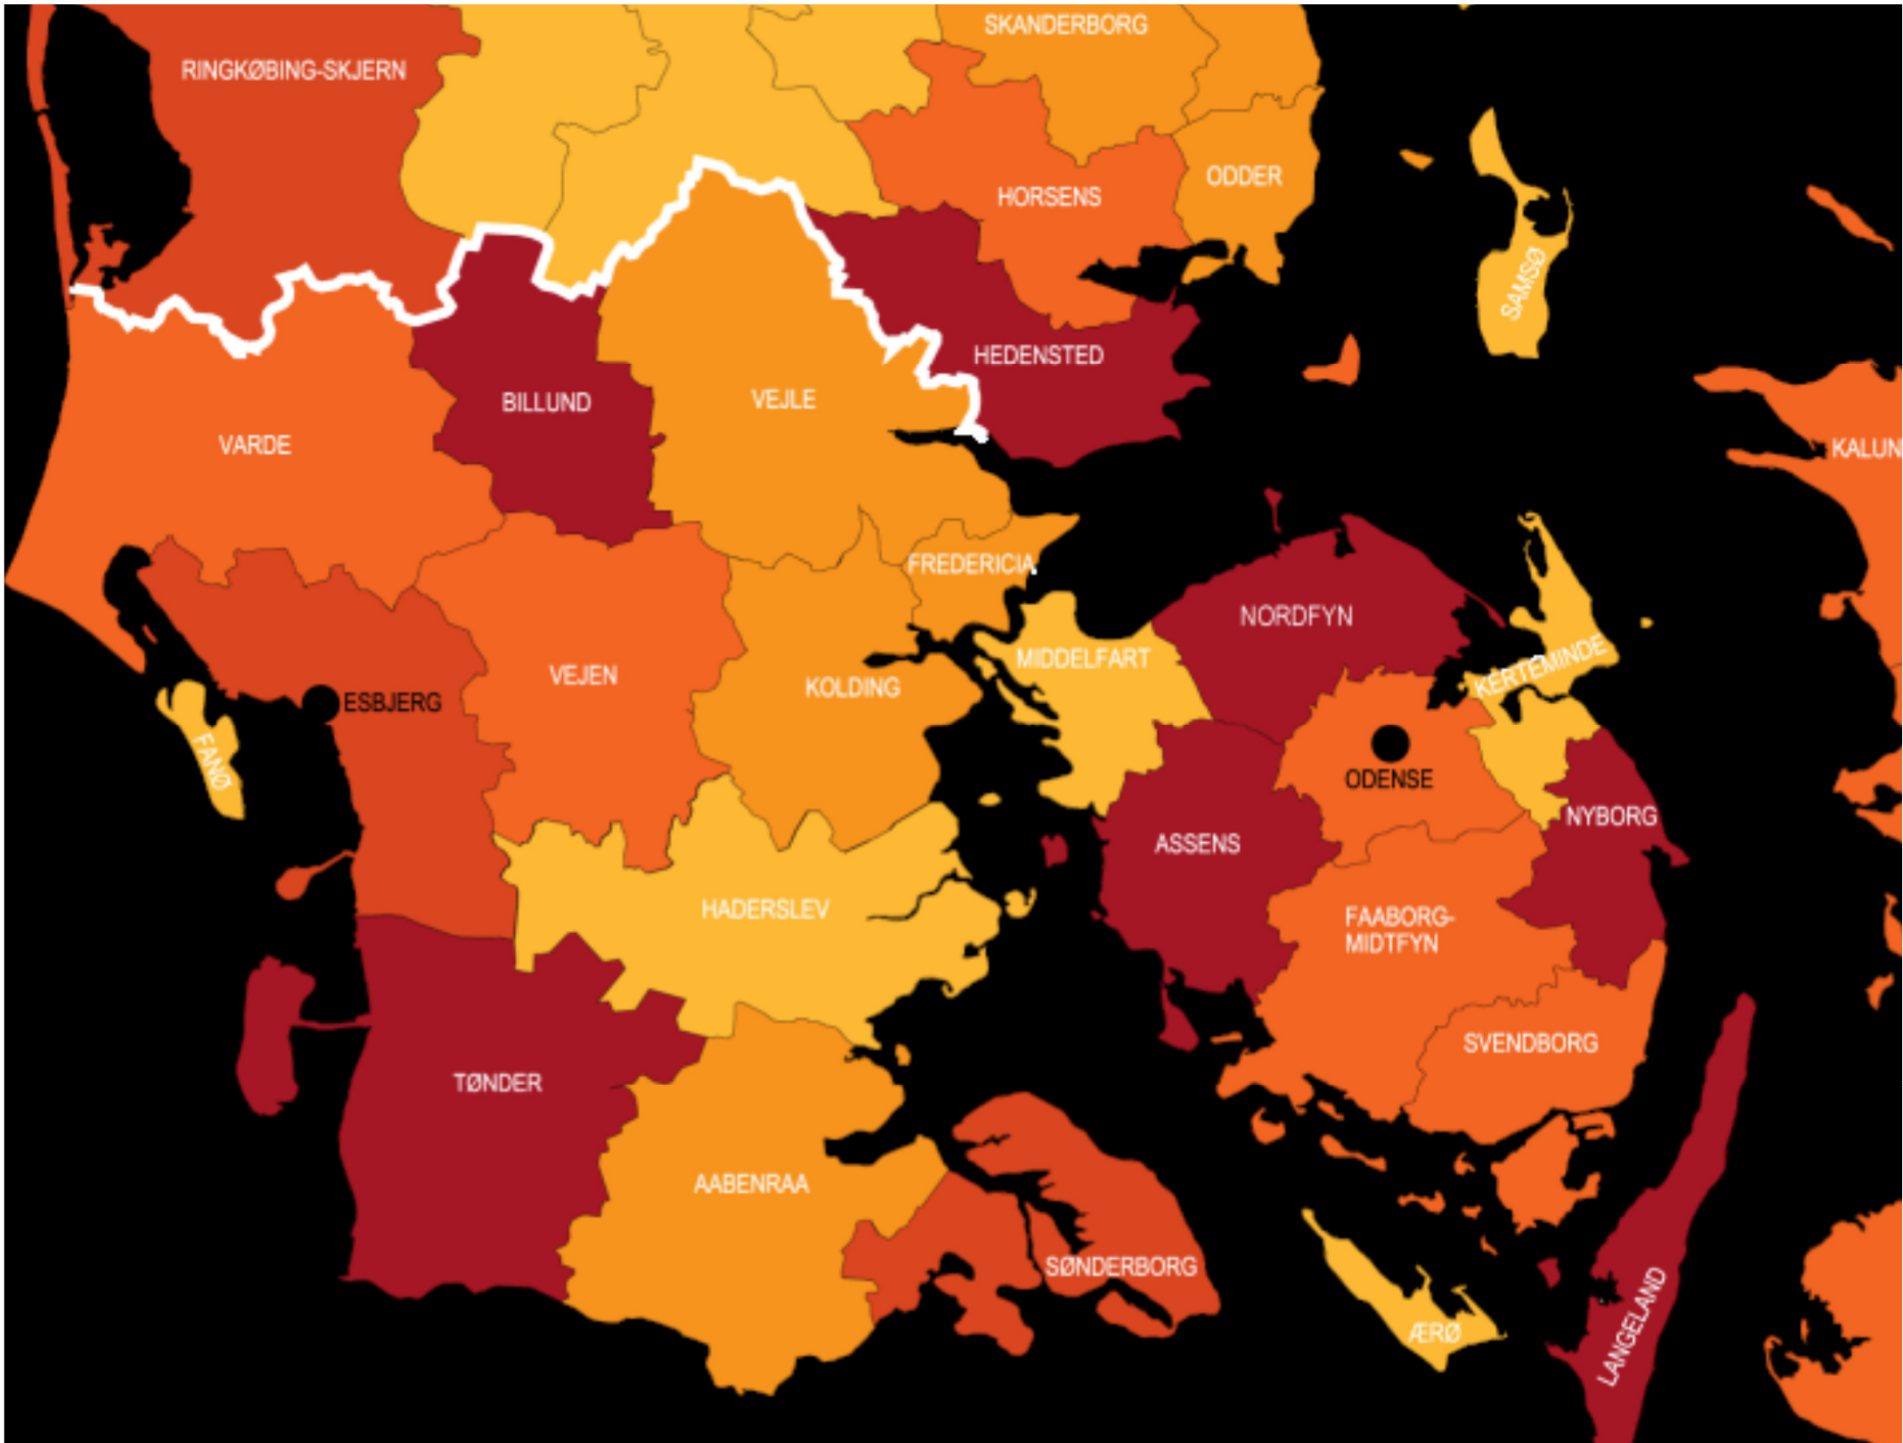 SKANDERBORG
RINGKØBING-SKJERN
ODDER
HORSENS
SAMSØ
HEDENSTED
BILLUND
VEJLE
VARDE
KALUN
FREDERICIA
NORDFYN
MIDDELFART
KERTEMINDE
VEJEN
KOLDING
ESBJERG
FANØ
ODENSE
NYBORG
ASSENS
HADERSLEV
FAABORG-
MIDTFYN
SVENDBORG
TØNDER
AABENRAA
SØNDERBORG
LANGELAND
ÆRØ